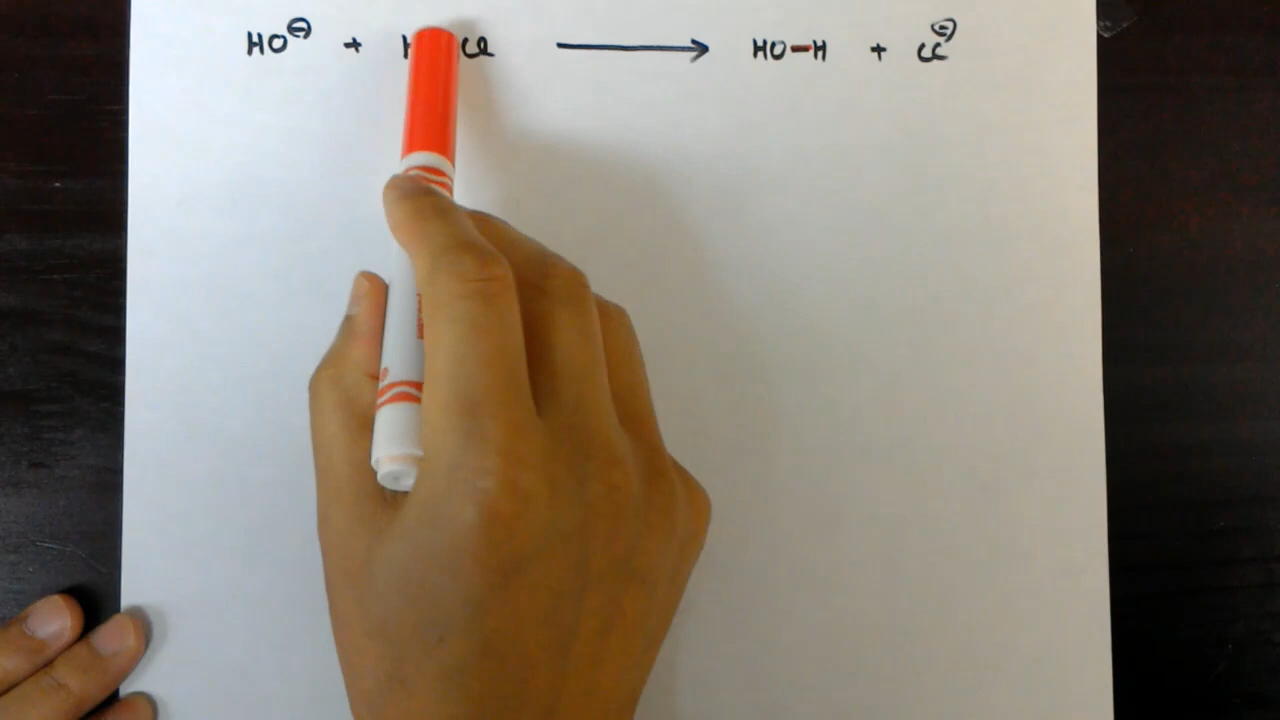 HO⊖ + H Cl ⟶ HO–H + Cl⊖